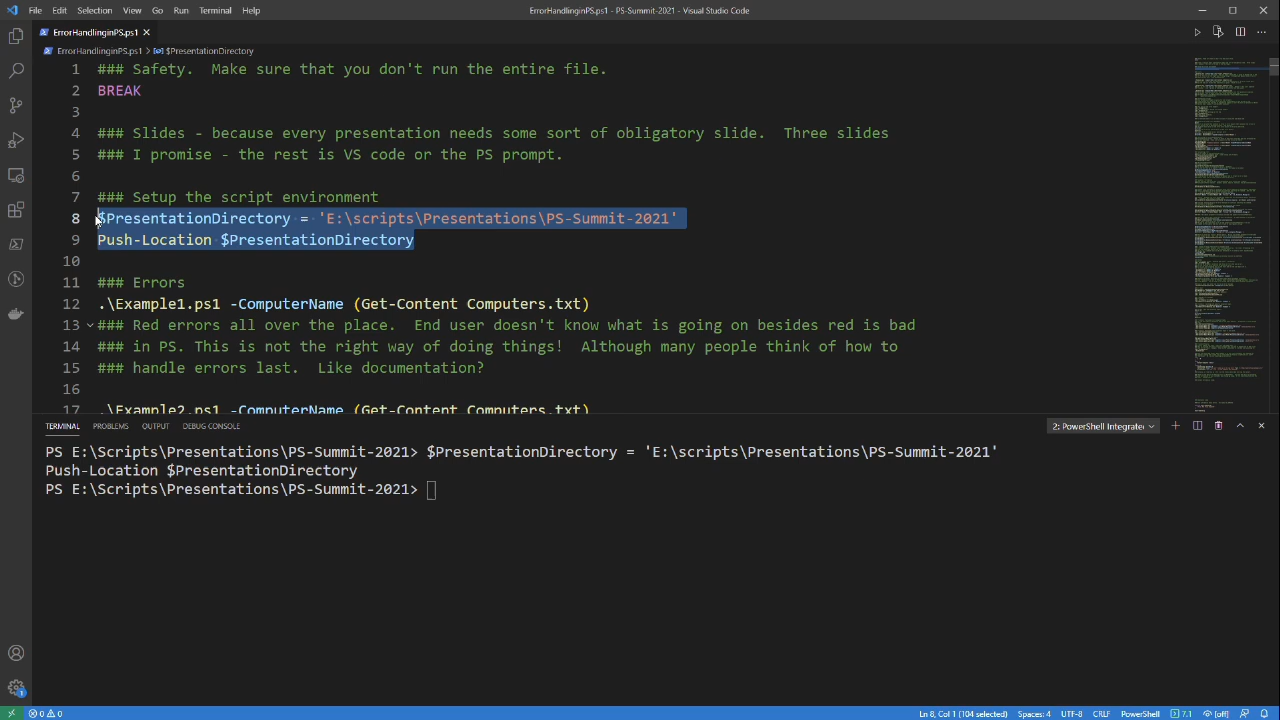 File Edit Selection View Go Run Terminal Help ErrorHandlinginPS.ps1 - PS-Summit-2021 - Visual Studio Code
ErrorHandlinginPS.ps1
ErrorHandlinginPS.ps1 > $PresentationDirectory
1 ### Safety.  Make sure that you don't run the entire file.
2 BREAK
3
4 ### Slides - because every presentation needs some sort of obligatory slide.  Three slides
5 ### I promise - the rest is in code or the PS prompt.
6
7 ### Setup the script environment
8 $PresentationDirectory = 'E:\scripts\Presentations\PS-Summit-2021'
9 Push-Location $PresentationDirectory
10
11 ### Errors
12 .\Example1.ps1 -ComputerName (Get-Content Computers.txt)
13 ### Red errors all over the place.  End user doesn't know what is going on besides red is bad
14 ### in PS. This is not the right way of doing things.  Although many people think of how to
15 ### handle errors last.  Like documentation?
16
17 .\Example2.ps1 -ComputerName (Get-Content Computers.txt)
TERMINAL PROBLEMS OUTPUT DEBUG CONSOLE 2: PowerShell Integrate
PS E:\Scripts\Presentations\PS-Summit-2021> $PresentationDirectory = 'E:\scripts\Presentations\PS-Summit-2021'
Push-Location $PresentationDirectory
PS E:\Scripts\Presentations\PS-Summit-2021>
0 0 Ln 8, Col 1 (104 selected) Spaces: 4 UTF-8 CRLF PowerShell 7.1 [off]